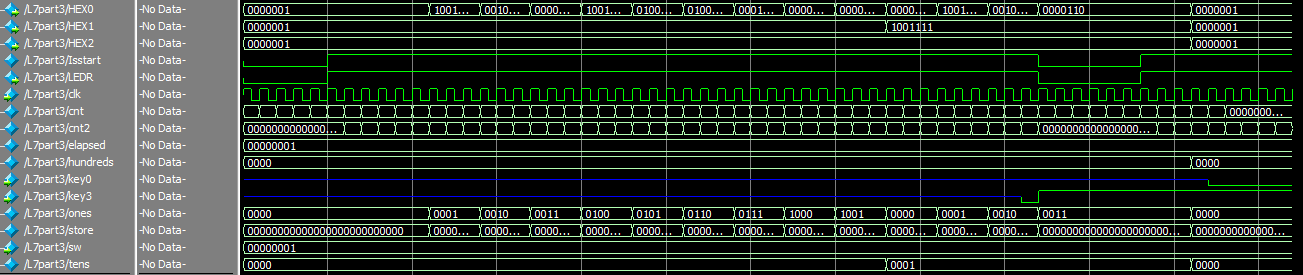 /L7part3/HEX0 -No Data- 0000001 1001... 0010... 0000... 1001... 0100... 0100... 0001... 0000... 0000... 0000... 1001... 0010... 0000110 0000001
/L7part3/HEX1 -No Data- 0000001 1001111 0000001
/L7part3/HEX2 -No Data- 0000001 0000001
/L7part3/Isstart -No Data-
/L7part3/LEDR -No Data-
/L7part3/clk -No Data-
/L7part3/cnt -No Data- 0000000...
/L7part3/cnt2 -No Data- 0000000000000... 0000000000000000...
/L7part3/elapsed -No Data- 00000001
/L7part3/hundreds -No Data- 0000 0000
/L7part3/key0 -No Data-
/L7part3/key3 -No Data-
/L7part3/ones -No Data- 0000 0001 0010 0011 0100 0101 0110 0111 1000 1001 0000 0001 0010 0011 0000
/L7part3/store -No Data- 0000... 0000... 0000... 0000... 0000... 0000... 0000... 0000... 0000... 0000... 0000... 0000...
/L7part3/sw -No Data- 00000001
/L7part3/tens -No Data- 0000 0001 0000